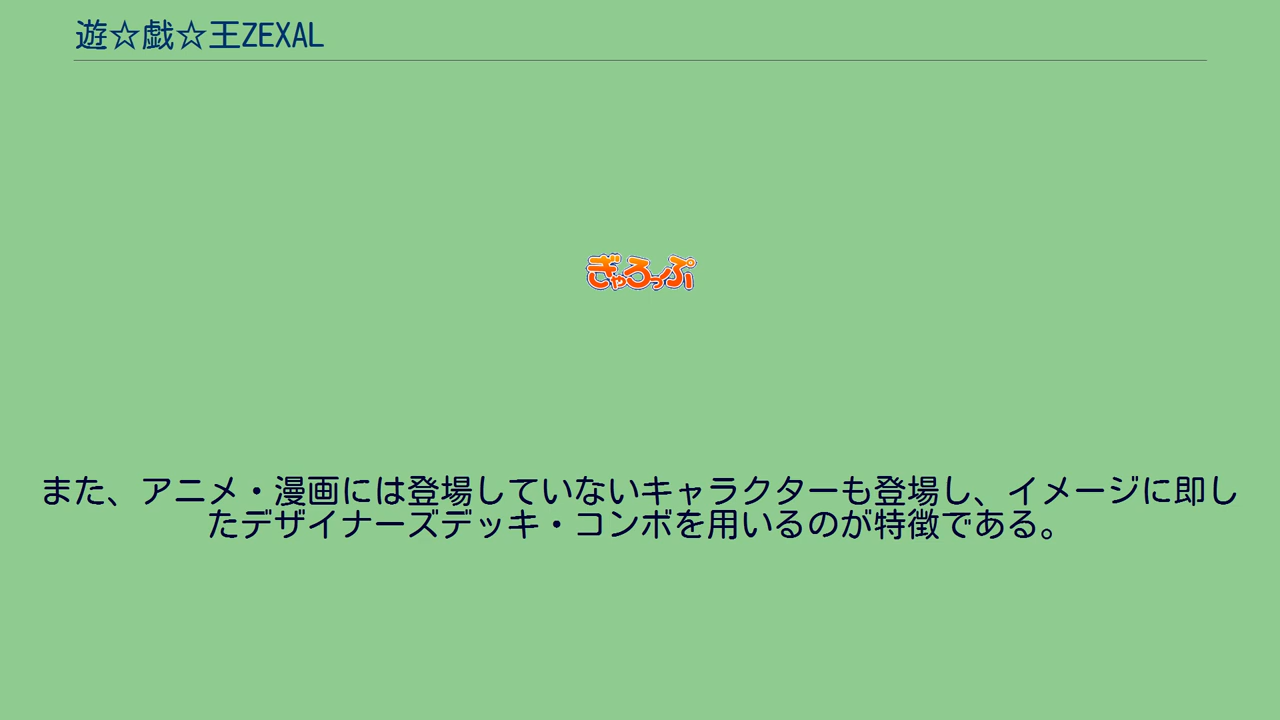 遊☆戯☆王ZEXAL
ぎゃろっぷ
また、アニメ・漫画には登場していないキャラクターも登場し、イメージに即し
たデザイナーズデッキ・コンボを用いるのが特徴である。